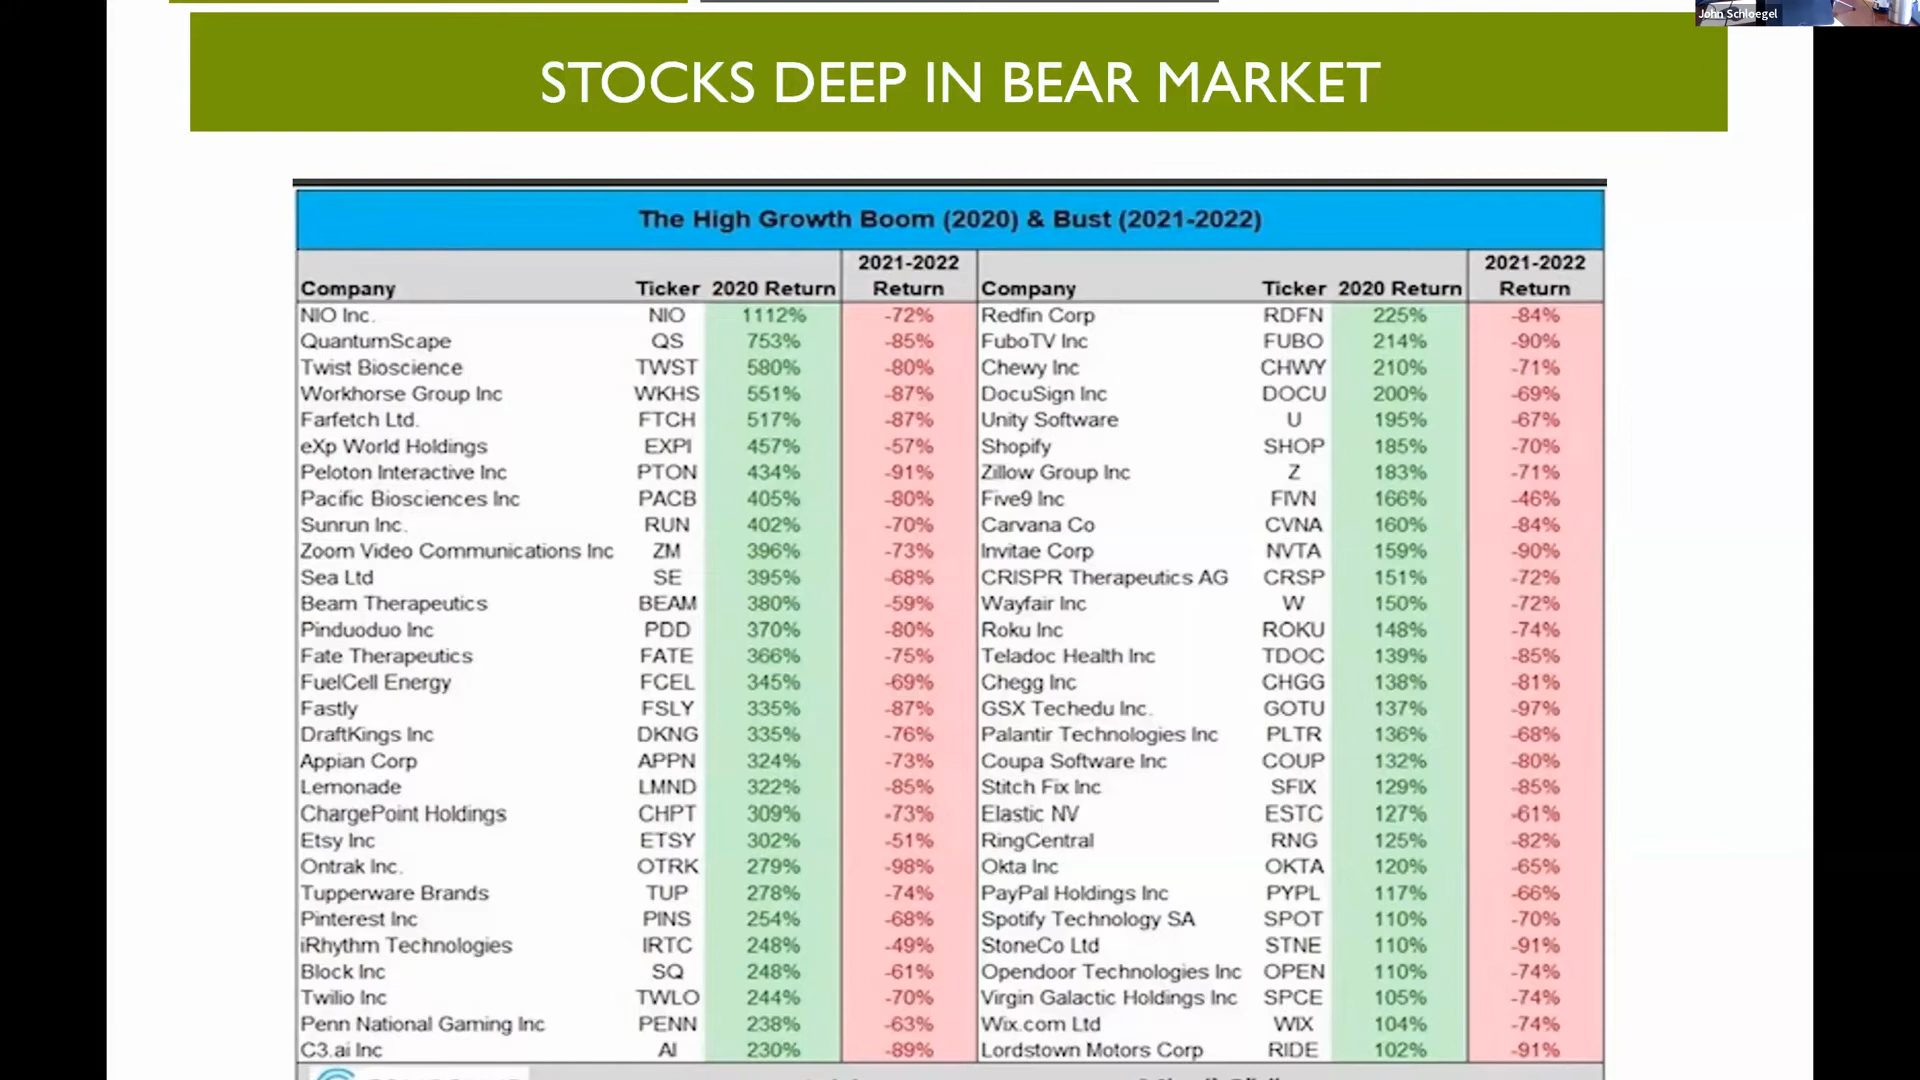 John Schloegel
STOCKS DEEP IN BEAR MARKET
The High Growth Boom (2020) & Bust (2021-2022)
Company Ticker 2020 Return 2021-2022 Return Company Ticker 2020 Return 2021-2022 Return
NIO Inc. NIO 1112% -72% Redfin Corp RDFN 225% -84%
QuantumScape QS 753% -85% FuboTV Inc FUBO 214% -90%
Twist Bioscience TWST 580% -80% Chewy Inc CHWY 210% -71%
Workhorse Group Inc WKHS 551% -87% DocuSign Inc DOCU 200% -69%
Farfetch Ltd. FTCH 517% -87% Unity Software U 195% -67%
eXp World Holdings EXPI 457% -57% Shopify SHOP 185% -70%
Peloton Interactive Inc PTON 434% -91% Zillow Group Inc Z 183% -71%
Pacific Biosciences Inc PACB 405% -80% Five9 Inc FIVN 166% -46%
Sunrun Inc. RUN 402% -70% Carvana Co CVNA 160% -84%
Zoom Video Communications Inc ZM 396% -73% Invitae Corp NVTA 159% -90%
Sea Ltd SE 395% -68% CRISPR Therapeutics AG CRSP 151% -72%
Beam Therapeutics BEAM 380% -59% Wayfair Inc W 150% -72%
Pinduoduo Inc PDD 370% -80% Roku Inc ROKU 148% -74%
Fate Therapeutics FATE 366% -75% Teladoc Health Inc TDOC 139% -85%
FuelCell Energy FCEL 345% -69% Chegg Inc CHGG 138% -81%
Fastly FSLY 335% -87% GSX Techedu Inc. GOTU 137% -97%
DraftKings Inc DKNG 335% -76% Palantir Technologies Inc PLTR 136% -68%
Appian Corp APPN 324% -73% Coupa Software Inc COUP 132% -80%
Lemonade LMND 322% -85% Stitch Fix Inc SFIX 129% -85%
ChargePoint Holdings CHPT 309% -73% Elastic NV ESTC 127% -61%
Etsy Inc ETSY 302% -51% RingCentral RNG 125% -82%
Ontrak Inc. OTRK 279% -98% Okta Inc OKTA 120% -65%
Tupperware Brands TUP 278% -74% PayPal Holdings Inc PYPL 117% -66%
Pinterest Inc PINS 254% -68% Spotify Technology SA SPOT 110% -70%
iRhythm Technologies IRTC 248% -49% StoneCo Ltd STNE 110% -91%
Block Inc SQ 248% -61% Opendoor Technologies Inc OPEN 110% -74%
Twilio Inc TWLO 244% -70% Virgin Galactic Holdings Inc SPCE 105% -74%
Penn National Gaming Inc PENN 238% -63% Wix.com Ltd WIX 104% -74%
C3.ai Inc AI 230% -89% Lordstown Motors Corp RIDE 102% -91%